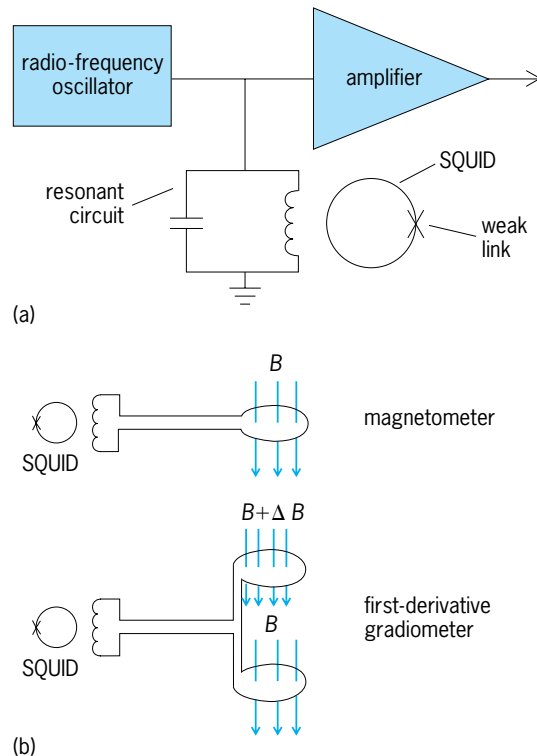 radio-frequency
oscillator
amplifier
resonant
circuit
SQUID
weak
link
(a)
B
magnetometer
SQUID
B+Δ B
first-derivative
gradiometer
B
SQUID
(b)